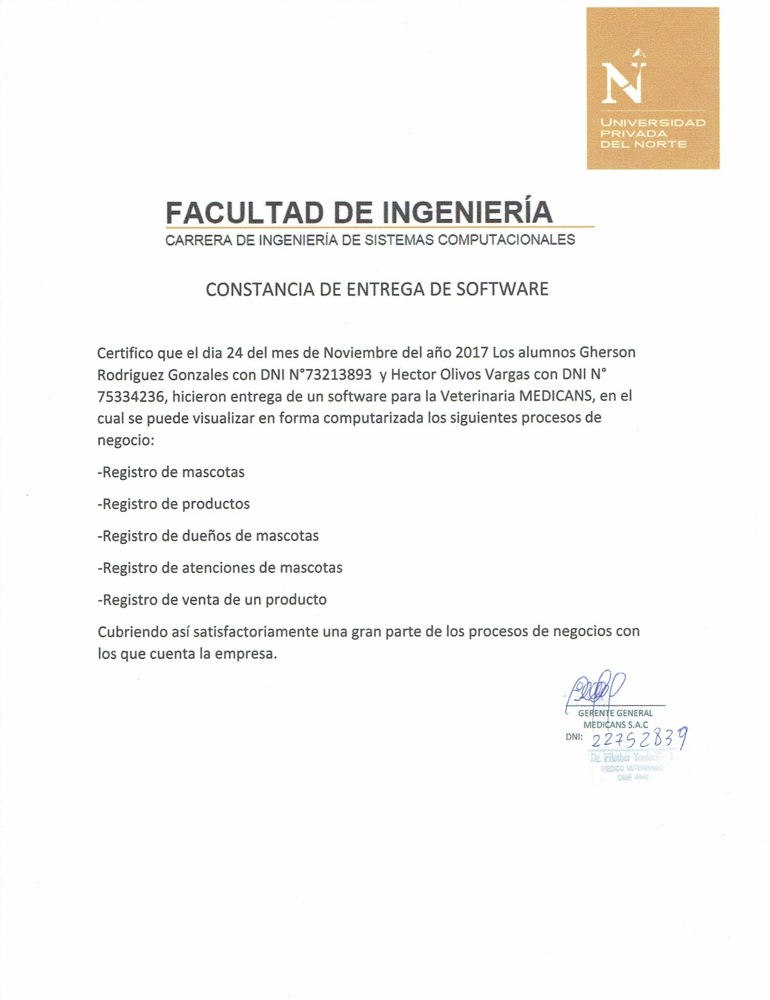 UNIVERSIDAD
PRIVADA
DEL NORTE
FACULTAD DE INGENIERÍA
CARRERA DE INGENIERÍA DE SISTEMAS COMPUTACIONALES
CONSTANCIA DE ENTREGA DE SOFTWARE
Certifico que el dia 24 del mes de Noviembre del año 2017 Los alumnos Gherson
Rodriguez Gonzales con DNI N°73213893 y Hector Olivos Vargas con DNI N°
75334236, hicieron entrega de un software para la Veterinaria MEDICANS, en el
cual se puede visualizar en forma computarizada los siguientes procesos de
negocio:
-Registro de mascotas
-Registro de productos
-Registro de dueños de mascotas
-Registro de atenciones de mascotas
-Registro de venta de un producto
Cubriendo así satisfactoriamente una gran parte de los procesos de negocios con
los que cuenta la empresa.
GERENTE GENERAL
MEDICANS S.A.C
DNI: 22752839
Dr. Filother
MEDICO VETERINARIO
CMP. 4942